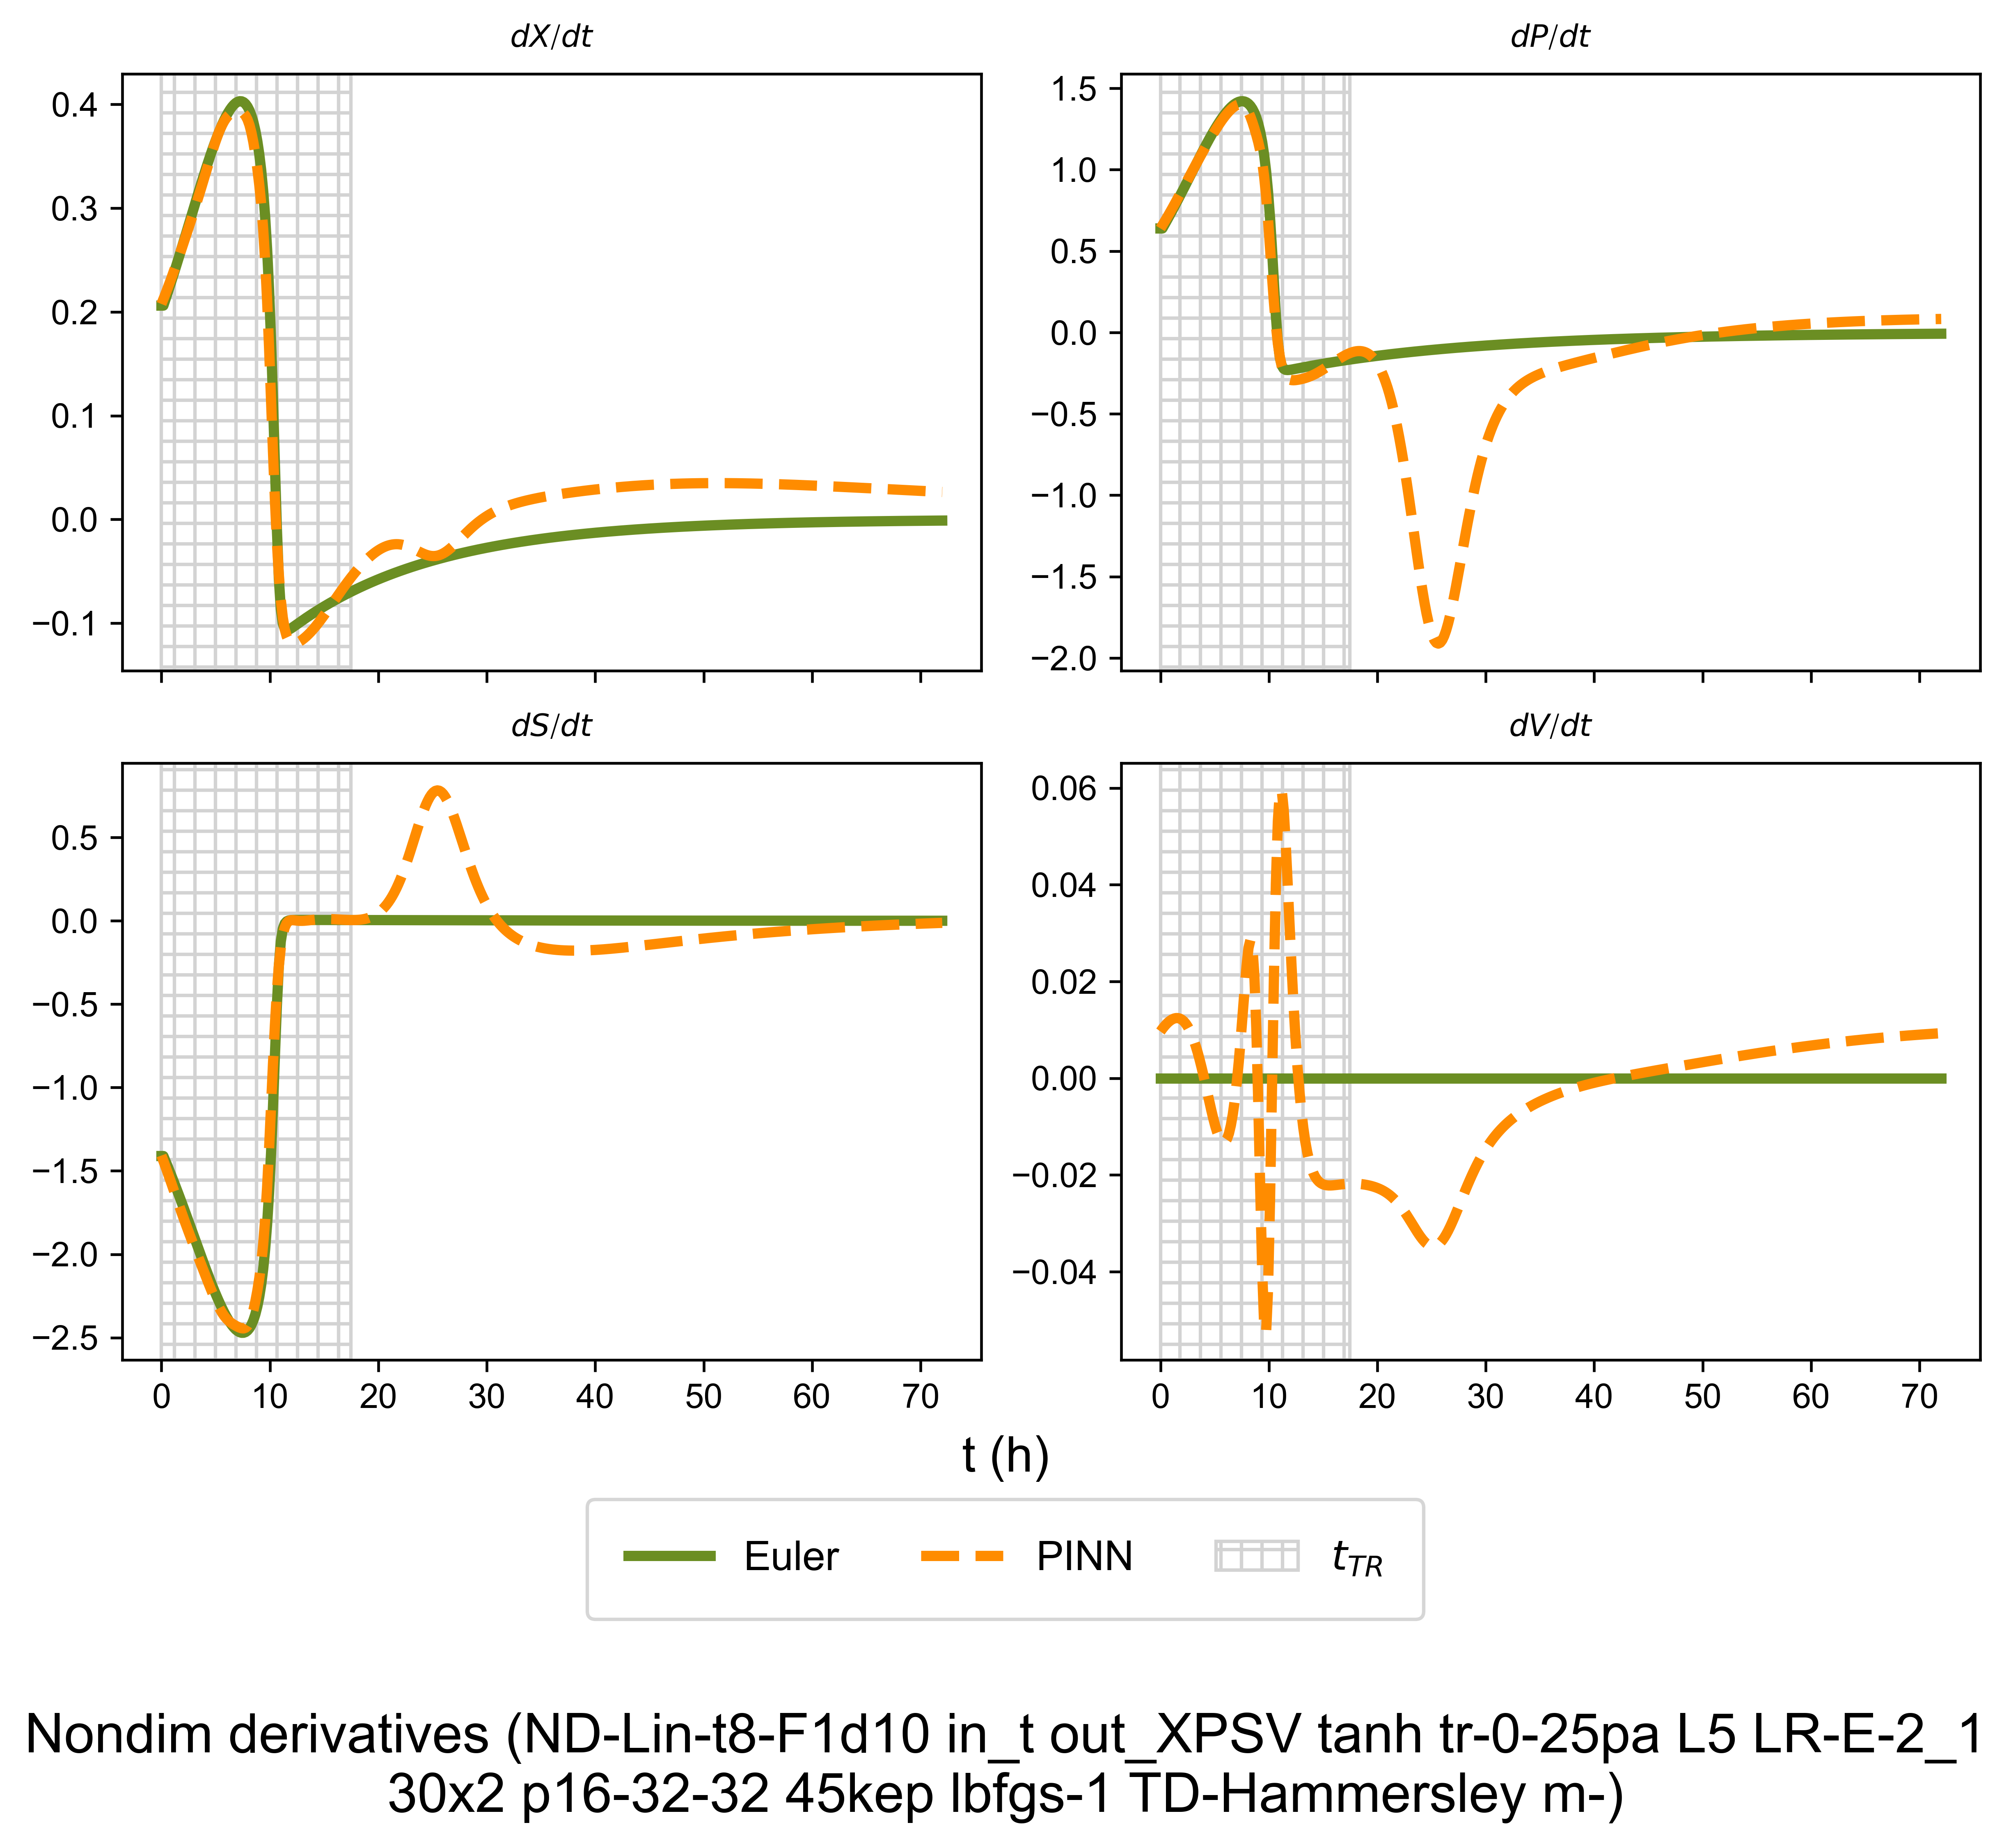 dX/dt
dP/dt
0.4
0.3
0.2
0.1
0.0
−0.1
1.5
1.0
0.5
0.0
−0.5
−1.0
−1.5
−2.0
dS/dt
dV/dt
0.5
0.0
−0.5
−1.0
−1.5
−2.0
−2.5
0 10 20 30 40 50 60 70
0.06
0.04
0.02
0.00
−0.02
−0.04
0 10 20 30 40 50 60 70
t (h)
Euler PINN t_TR
Nondim derivatives (ND-Lin-t8-F1d10 in_t out_XPSV tanh tr-0-25pa L5 LR-E-2_1
30x2 p16-32-32 45kep lbfgs-1 TD-Hammersley m-)